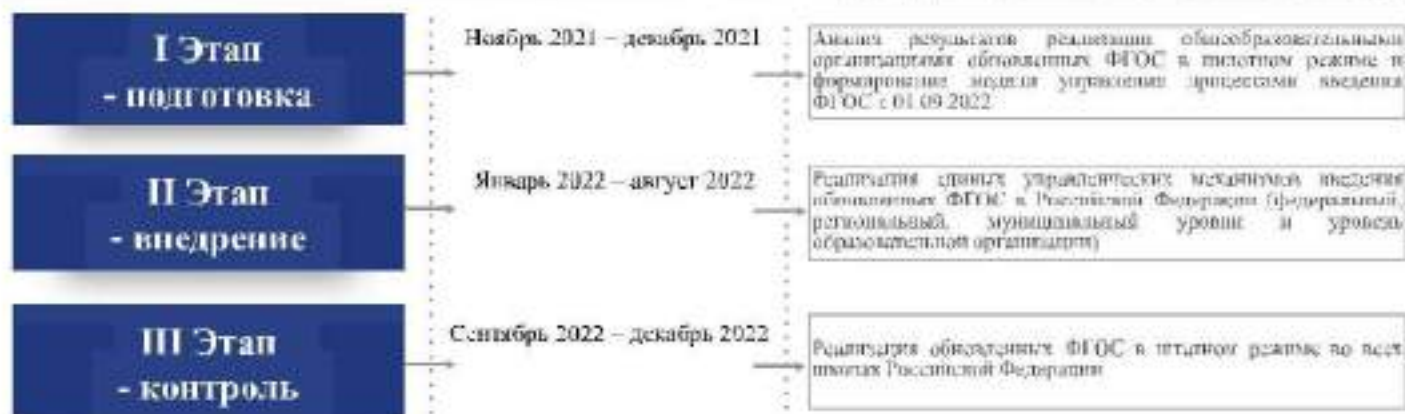 I Этап
- подготовка
Ноябрь 2021 – декабрь 2021
Анализ результатов реализации общеобразовательными
организациями обновленных ФГОС в пилотном режиме и
формирование модели управления процессами введения
ФГОС с 01.09.2022
II Этап
- внедрение
Январь 2022 – август 2022
Реализация единых управленческих механизмов введения
обновленных ФГОС в Российской Федерации (федеральный,
региональный, муниципальный уровни и уровень
образовательной организации)
III Этап
- контроль
Сентябрь 2022 – декабрь 2022
Реализация обновленных ФГОС в штатном режиме во всех
школах Российской Федерации